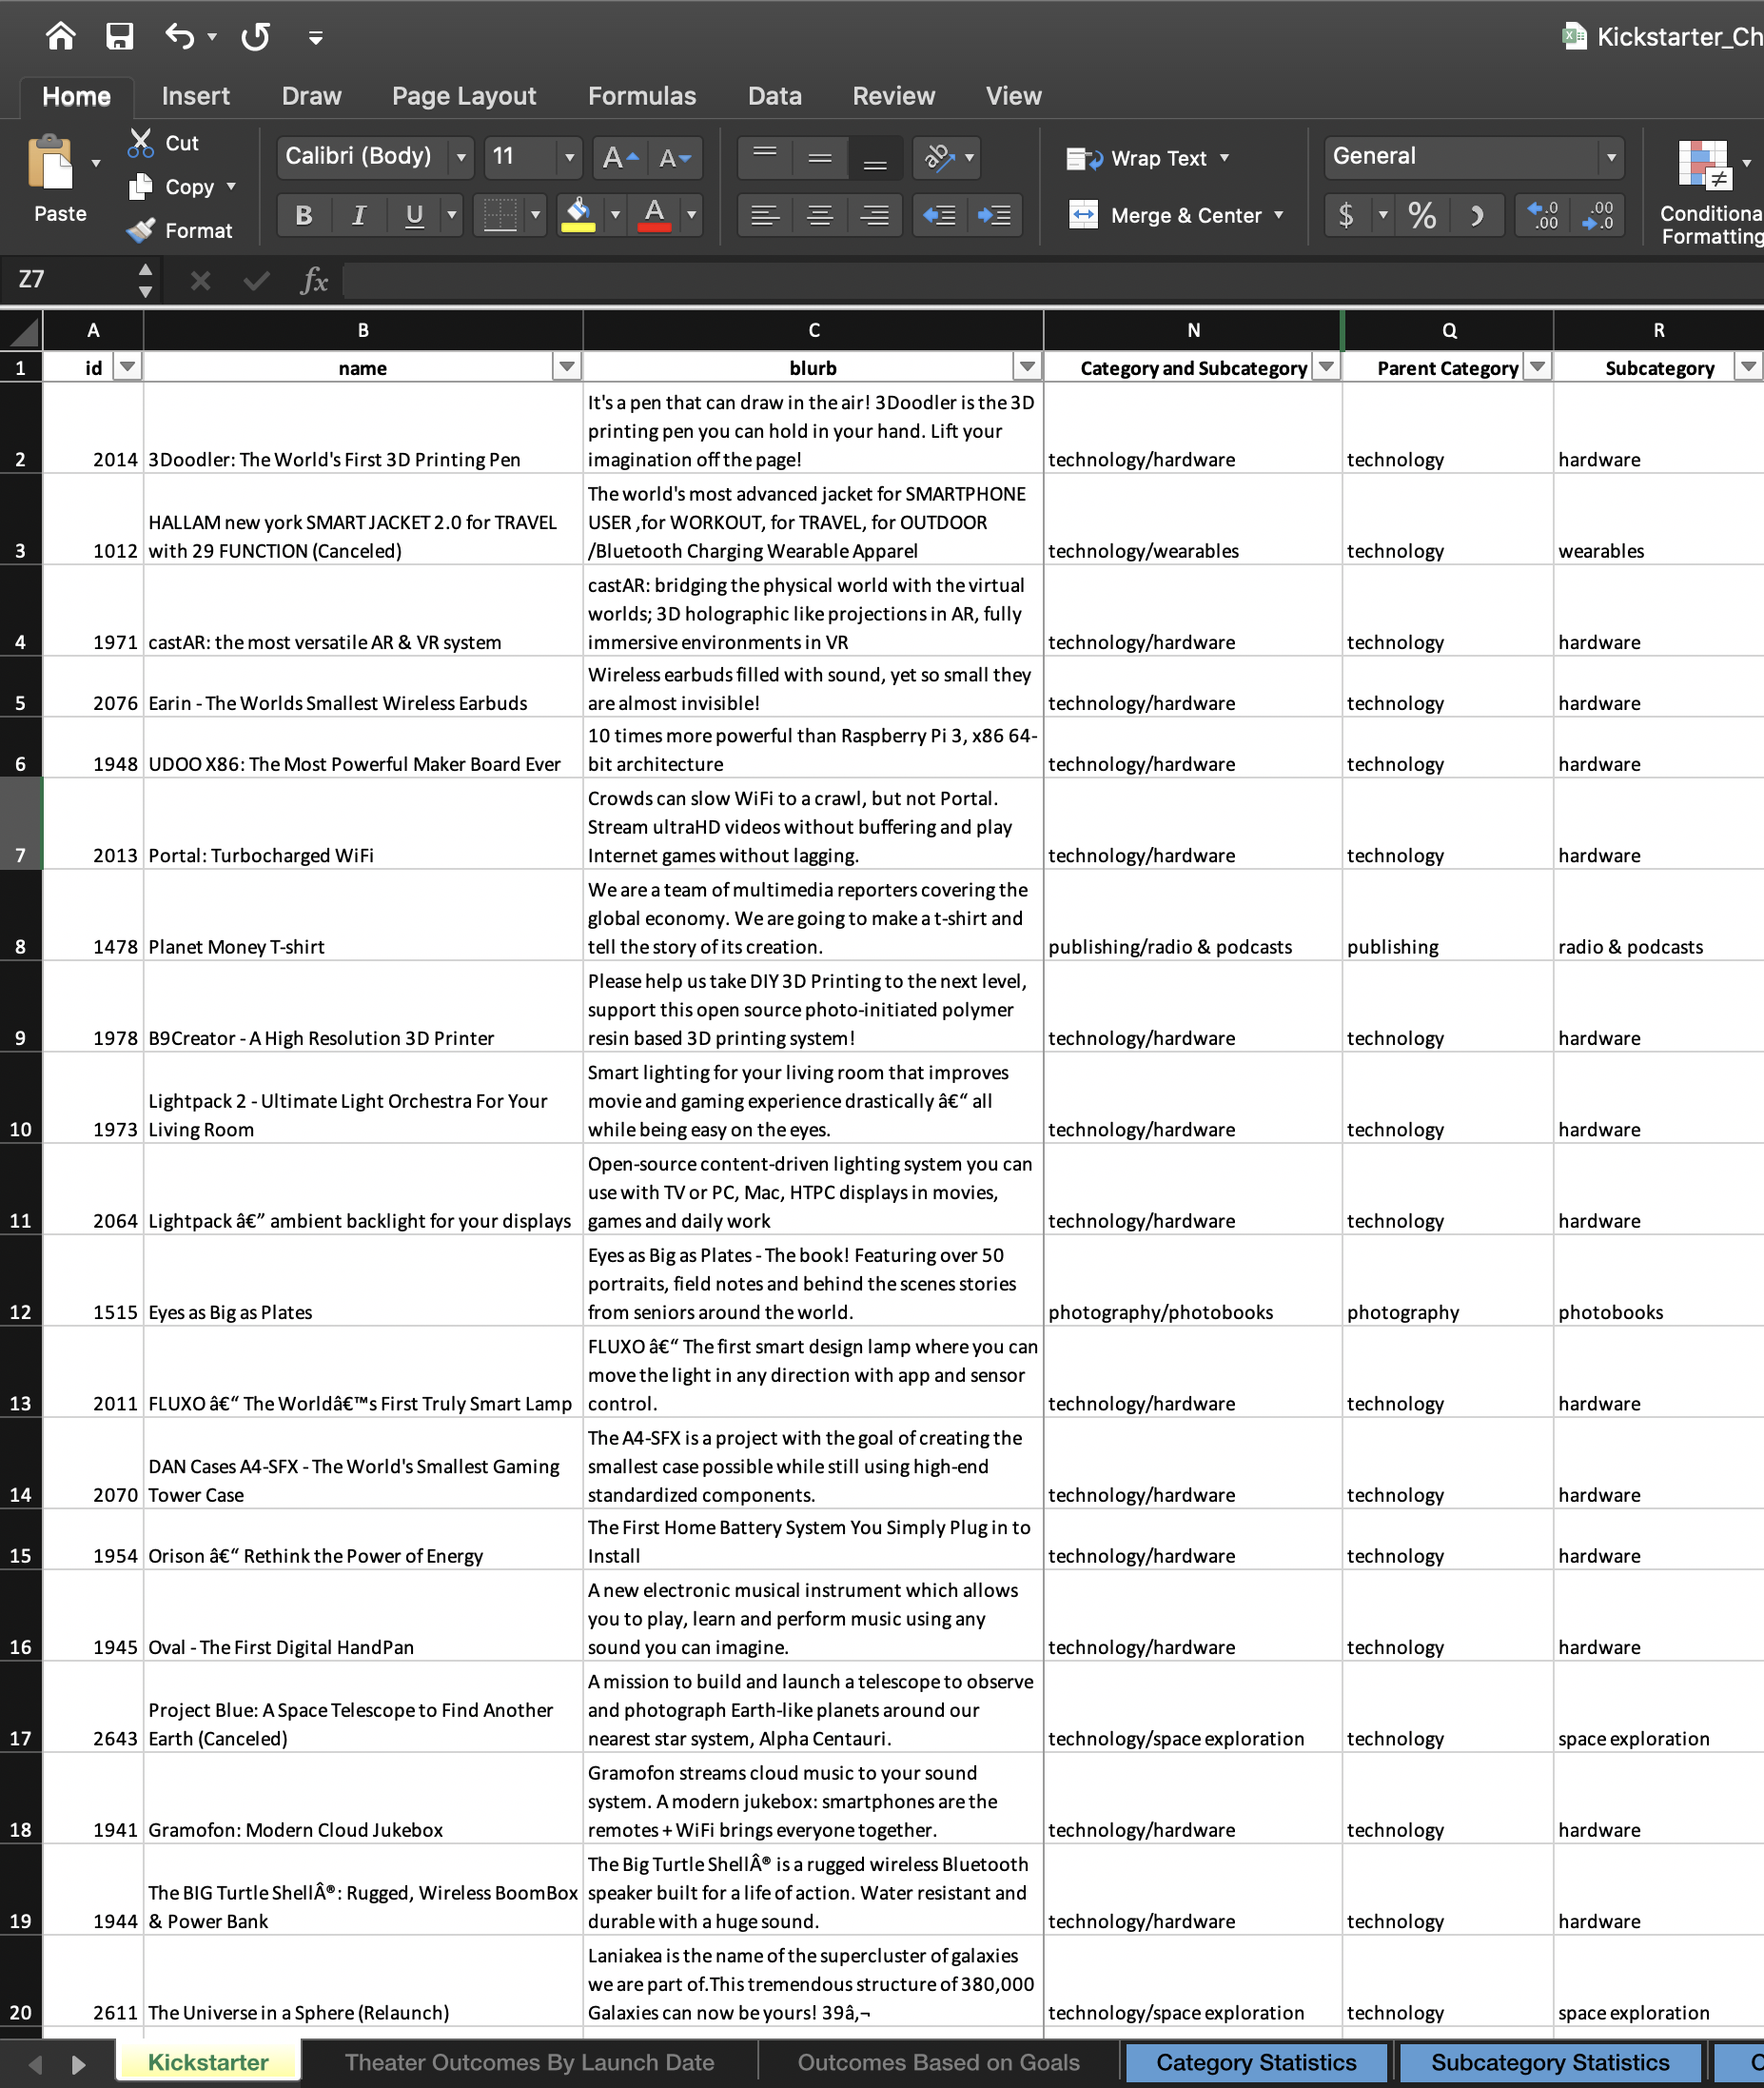 Kickstarter_Ch
Home Insert Draw Page Layout Formulas Data Review View
Paste
Cut
Copy
Format
Calibri (Body) 11
Wrap Text
Merge & Center
General
Conditiona
Formatting
Z7 fx
A B C N Q R
1 id name blurb Category and Subcategory Parent Category Subcategory
It's a pen that can draw in the air! 3Doodler is the 3D
printing pen you can hold in your hand. Lift your
2 2014 3Doodler: The World's First 3D Printing Pen imagination off the page! technology/hardware technology hardware
The world's most advanced jacket for SMARTPHONE
HALLAM new york SMART JACKET 2.0 for TRAVEL USER ,for WORKOUT, for TRAVEL, for OUTDOOR
3 1012 with 29 FUNCTION (Canceled) /Bluetooth Charging Wearable Apparel technology/wearables technology wearables
castAR: bridging the physical world with the virtual
worlds; 3D holographic like projections in AR, fully
4 1971 castAR: the most versatile AR & VR system immersive environments in VR technology/hardware technology hardware
Wireless earbuds filled with sound, yet so small they
5 2076 Earin - The Worlds Smallest Wireless Earbuds are almost invisible! technology/hardware technology hardware
10 times more powerful than Raspberry Pi 3, x86 64-
6 1948 UDOO X86: The Most Powerful Maker Board Ever bit architecture technology/hardware technology hardware
Crowds can slow WiFi to a crawl, but not Portal.
Stream ultraHD videos without buffering and play
7 2013 Portal: Turbocharged WiFi Internet games without lagging. technology/hardware technology hardware
We are a team of multimedia reporters covering the
global economy. We are going to make a t-shirt and
8 1478 Planet Money T-shirt tell the story of its creation. publishing/radio & podcasts publishing radio & podcasts
Please help us take DIY 3D Printing to the next level,
support this open source photo-initiated polymer
9 1978 B9Creator - A High Resolution 3D Printer resin based 3D printing system! technology/hardware technology hardware
Smart lighting for your living room that improves
Lightpack 2 - Ultimate Light Orchestra For Your movie and gaming experience drastically â€“ all
10 1973 Living Room while being easy on the eyes. technology/hardware technology hardware
Open-source content-driven lighting system you can
use with TV or PC, Mac, HTPC displays in movies,
11 2064 Lightpack â€” ambient backlight for your displays games and daily work technology/hardware technology hardware
Eyes as Big as Plates - The book! Featuring over 50
portraits, field notes and behind the scenes stories
12 1515 Eyes as Big as Plates from seniors around the world. photography/photobooks photography photobooks
FLUXO â€“ The first smart design lamp where you can
move the light in any direction with app and sensor
13 2011 FLUXO â€“ The Worldâ€™s First Truly Smart Lamp control. technology/hardware technology hardware
The A4-SFX is a project with the goal of creating the
DAN Cases A4-SFX - The World's Smallest Gaming smallest case possible while still using high-end
14 2070 Tower Case standardized components. technology/hardware technology hardware
The First Home Battery System You Simply Plug in to
15 1954 Orison â€“ Rethink the Power of Energy Install technology/hardware technology hardware
A new electronic musical instrument which allows
you to play, learn and perform music using any
16 1945 Oval - The First Digital HandPan sound you can imagine. technology/hardware technology hardware
A mission to build and launch a telescope to observe
Project Blue: A Space Telescope to Find Another and photograph Earth-like planets around our
17 2643 Earth (Canceled) nearest star system, Alpha Centauri. technology/space exploration technology space exploration
Gramofon streams cloud music to your sound
system. A modern jukebox: smartphones are the
18 1941 Gramofon: Modern Cloud Jukebox remotes + WiFi brings everyone together. technology/hardware technology hardware
The Big Turtle ShellÂ® is a rugged wireless Bluetooth
The BIG Turtle ShellÂ®: Rugged, Wireless BoomBox speaker built for a life of action. Water resistant and
19 1944 & Power Bank durable with a huge sound. technology/hardware technology hardware
Laniakea is the name of the supercluster of galaxies
we are part of.This tremendous structure of 380,000
20 2611 The Universe in a Sphere (Relaunch) Galaxies can now be yours! 39â‚¬ technology/space exploration technology space exploration
Kickstarter Theater Outcomes By Launch Date Outcomes Based on Goals Category Statistics Subcategory Statistics